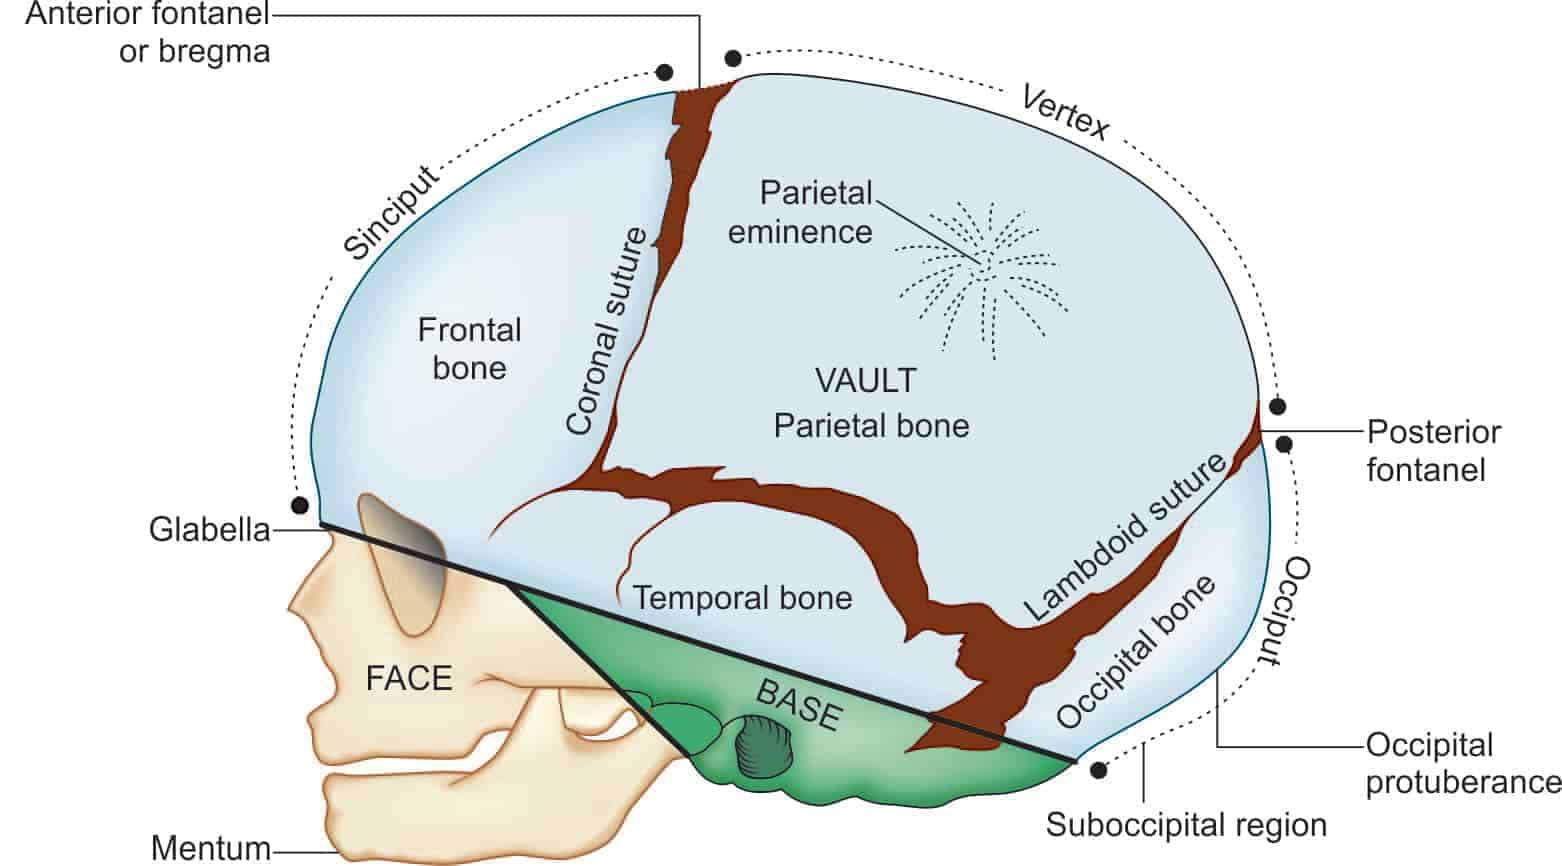 Anterior fontanel
or bregma
Vertex
Sinciput
Parietal
eminence
Coronal suture
Frontal
bone
VAULT
Parietal bone
Posterior
fontanel
Lambdoid suture
Glabella
Temporal bone
Occiput
Occipital bone
FACE
BASE
Occipital
protuberance
Suboccipital region
Mentum